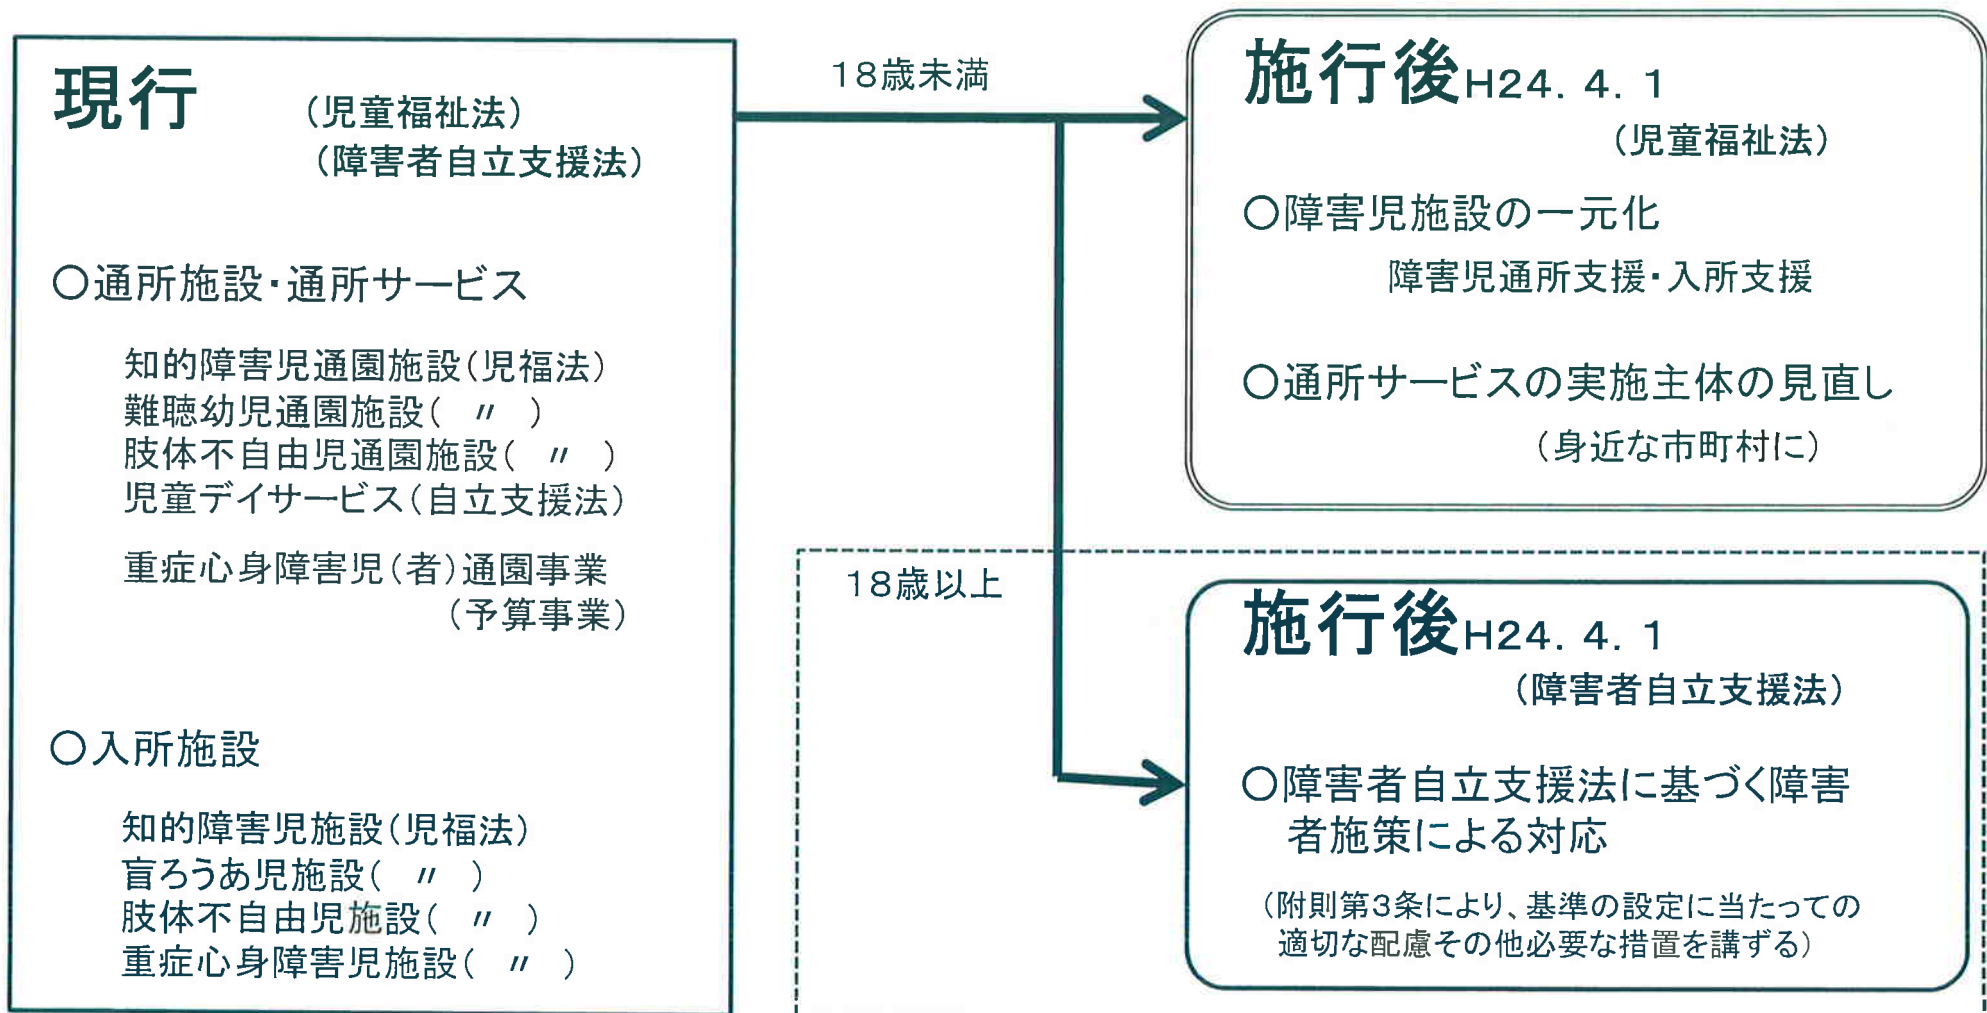 現行
(児童福祉法)
(障害者自立支援法)
○通所施設・通所サービス
知的障害児通園施設(児福法)
難聴幼児通園施設( 〃 )
肢体不自由児通園施設( 〃 )
児童デイサービス(自立支援法)
重症心身障害児(者)通園事業
(予算事業)
○入所施設
知的障害児施設(児福法)
盲ろうあ児施設( 〃 )
肢体不自由児施設( 〃 )
重症心身障害児施設( 〃 )
18歳未満
施行後H24. 4. 1
(児童福祉法)
○障害児施設の一元化
障害児通所支援・入所支援
○通所サービスの実施主体の見直し
(身近な市町村に)
18歳以上
施行後H24. 4. 1
(障害者自立支援法)
○障害者自立支援法に基づく障害
者施策による対応
(附則第3条により、基準の設定に当たっての
適切な配慮その他必要な措置を講ずる)